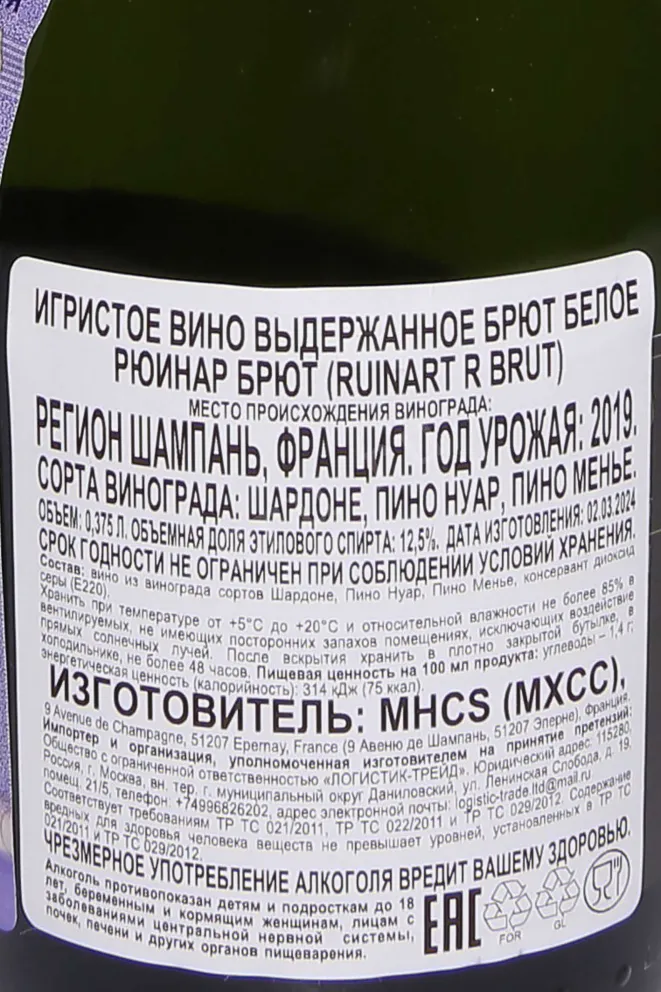 ИГРИСТОЕ ВИНО ВЫДЕРЖАННОЕ БРЮТ БЕЛОЕ
РЮИНАР БРЮТ (RUINART R BRUT)
МЕСТО ПРОИСХОЖДЕНИЯ ВИНОГРАДА:
РЕГИОН ШАМПАНЬ, ФРАНЦИЯ. ГОД УРОЖАЯ: 2019.
СОРТА ВИНОГРАДА: ШАРДОНЕ, ПИНО НУАР, ПИНО МЕНЬЕ.
ОБЪЕМ: 0,375 Л. ОБЪЕМНАЯ ДОЛЯ ЭТИЛОВОГО СПИРТА: 12,5%. ДАТА ИЗГОТОВЛЕНИЯ: 02.03.2024
СРОК ГОДНОСТИ НЕ ОГРАНИЧЕН ПРИ СОБЛЮДЕНИИ УСЛОВИЙ ХРАНЕНИЯ.
Состав: вино из винограда сортов Шардоне, Пино Нуар, Пино Менье, консервант диоксид
серы (Е220).
Хранить при температуре от +5°С до +20°С и относительной влажности не более 85% в
вентилируемых, не имеющих посторонних запахов помещениях, исключающих воздействие
прямых солнечных лучей. После вскрытия хранить в плотно закрытой бутылке, в
холодильнике, не более 48 часов. Пищевая ценность на 100 мл продукта: углеводы – 1,4 г,
энергетическая ценность (калорийность): 314 кДж (75 ккал).
ИЗГОТОВИТЕЛЬ: MHCS (МХСС),
9 Avenue de Champagne, 51207 Epernay, France (9 Авеню де Шампань, 51207 Эперне), Франция.
Импортер и организация, уполномоченная изготовителем на принятие претензий:
Общество с ограниченной ответственностью «ЛОГИСТИК-ТРЕЙД». Юридический адрес: 115280,
Россия, г. Москва, вн. тер. г. муниципальный округ Даниловский, ул. Ленинская Слобода, д. 19,
помещ. 21/5, телефон: +74996826202, адрес электронной почты: logistic-trade.ltd@mail.ru
Соответствует требованиям ТР ТС 021/2011, ТР ТС 022/2011 и ТР ТС 029/2012. Содержание
вредных для здоровья человека веществ не превышает уровней, установленных в ТР ТС
021/2011 и ТР ТС 029/2012.
ЧРЕЗМЕРНОЕ УПОТРЕБЛЕНИЕ АЛКОГОЛЯ ВРЕДИТ ВАШЕМУ ЗДОРОВЬЮ.
Алкоголь противопоказан детям и подросткам до 18
лет, беременным и кормящим женщинам, лицам с
заболеваниями центральной нервной системы,
почек, печени и других органов пищеварения.
ЕАС
FOR
GL